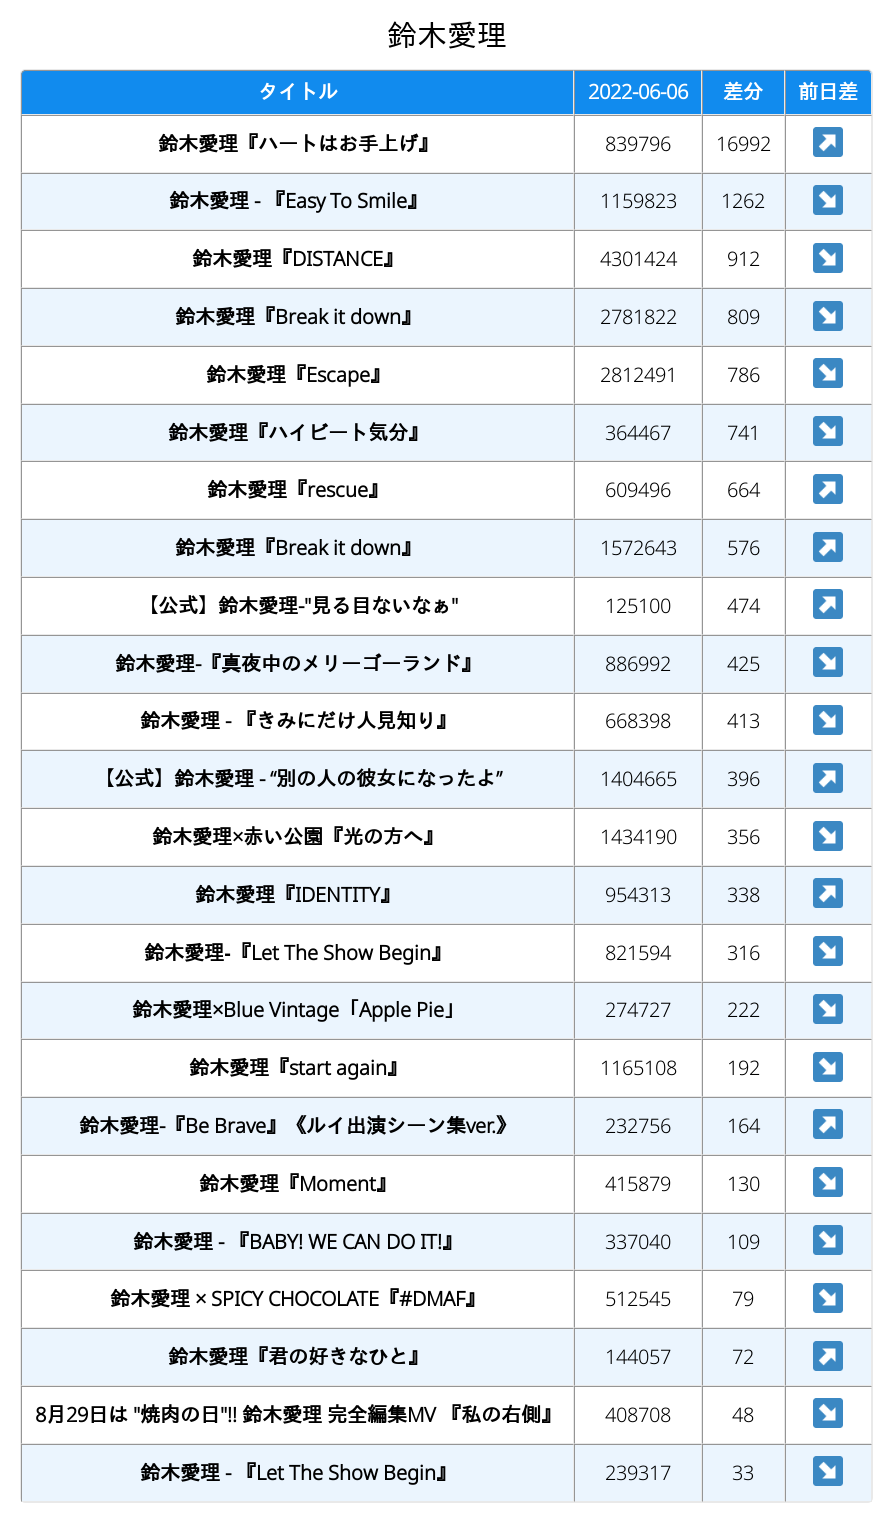 鈴木愛理
タイトル 2022-06-06 差分 前日差
鈴木愛理『ハートはお手上げ』 839796 16992 ↗
鈴木愛理 - 『Easy To Smile』 1159823 1262 ↘
鈴木愛理『DISTANCE』 4301424 912 ↘
鈴木愛理『Break it down』 2781822 809 ↘
鈴木愛理『Escape』 2812491 786 ↘
鈴木愛理『ハイビート気分』 364467 741 ↘
鈴木愛理『rescue』 609496 664 ↗
鈴木愛理『Break it down』 1572643 576 ↗
【公式】鈴木愛理-"見る目ないなぁ" 125100 474 ↗
鈴木愛理-『真夜中のメリーゴーランド』 886992 425 ↘
鈴木愛理 - 『きみにだけ人見知り』 668398 413 ↘
【公式】鈴木愛理 - “別の人の彼女になったよ” 1404665 396 ↗
鈴木愛理×赤い公園『光の方へ』 1434190 356 ↘
鈴木愛理『IDENTITY』 954313 338 ↗
鈴木愛理-『Let The Show Begin』 821594 316 ↘
鈴木愛理×Blue Vintage「Apple Pie」 274727 222 ↘
鈴木愛理『start again』 1165108 192 ↘
鈴木愛理-『Be Brave』《ルイ出演シーン集ver.》 232756 164 ↗
鈴木愛理『Moment』 415879 130 ↘
鈴木愛理 - 『BABY! WE CAN DO IT!』 337040 109 ↘
鈴木愛理 × SPICY CHOCOLATE『#DMAF』 512545 79 ↘
鈴木愛理『君の好きなひと』 144057 72 ↗
8月29日は "焼肉の日"!! 鈴木愛理 完全編集MV 『私の右側』 408708 48 ↘
鈴木愛理 - 『Let The Show Begin』 239317 33 ↘